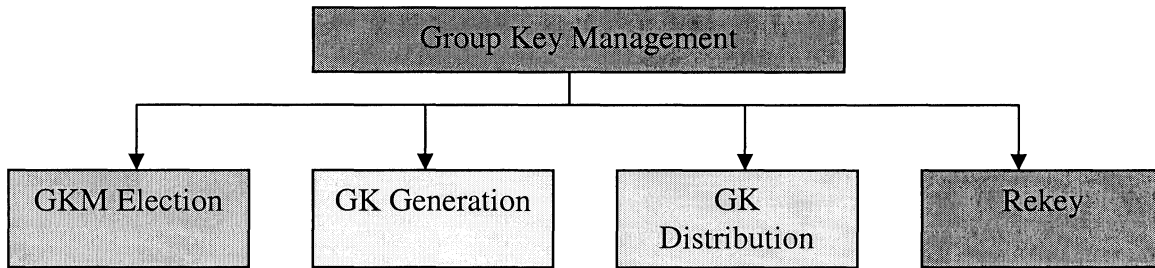 Group Key Management
GKM Election
GK Generation
GK
Distribution
Rekey